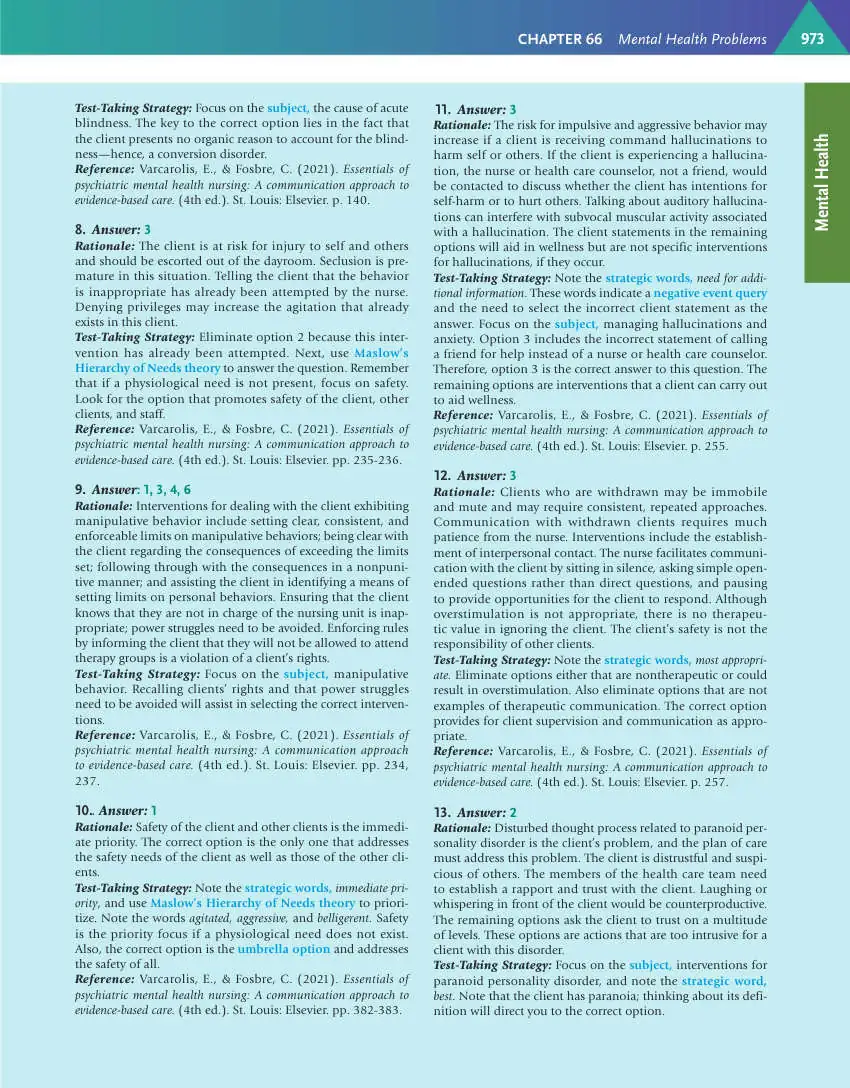 CHAPTER 66 Mental Health Problems 973
Test-Taking Strategy: Focus on the subject, the cause of acute
blindness. The key to the correct option lies in the fact that
the client presents no organic reason to account for the blind-
ness—hence, a conversion disorder.
Reference: Varcarolis, E., & Fosbre, C. (2021). Essentials of
psychiatric mental health nursing: A communication approach to
evidence-based care. (4th ed.). St. Louis: Elsevier. p. 140.
8. Answer: 3
Rationale: The client is at risk for injury to self and others
and should be escorted out of the dayroom. Seclusion is pre-
mature in this situation. Telling the client that the behavior
is inappropriate has already been attempted by the nurse.
Denying privileges may increase the agitation that already
exists in this client.
Test-Taking Strategy: Eliminate option 2 because this inter-
vention has already been attempted. Next, use Maslow's
Hierarchy of Needs theory to answer the question. Remember
that if a physiological need is not present, focus on safety.
Look for the option that promotes safety of the client, other
clients, and staff.
Reference: Varcarolis, E., & Fosbre, C. (2021). Essentials of
psychiatric mental health nursing: A communication approach to
evidence-based care. (4th ed.). St. Louis: Elsevier. pp. 235-236.
9. Answer: 1, 3, 4, 6
Rationale: Interventions for dealing with the client exhibiting
manipulative behavior include setting clear, consistent, and
enforceable limits on manipulative behaviors; being clear with
the client regarding the consequences of exceeding the limits
set; following through with the consequences in a nonpuni-
tive manner; and assisting the client in identifying a means of
setting limits on personal behaviors. Ensuring that the client
knows that they are not in charge of the nursing unit is inap-
propriate; power struggles need to be avoided. Enforcing rules
by informing the client that they will not be allowed to attend
therapy groups is a violation of a client's rights.
Test-Taking Strategy: Focus on the subject, manipulative
behavior. Recalling clients' rights and that power struggles
need to be avoided will assist in selecting the correct interven-
tions.
Reference: Varcarolis, E., & Fosbre, C. (2021). Essentials of
psychiatric mental health nursing: A communication approach
to evidence-based care. (4th ed.). St. Louis: Elsevier. pp. 234,
237.
10.. Answer: 1
Rationale: Safety of the client and other clients is the immedi-
ate priority. The correct option is the only one that addresses
the safety needs of the client as well as those of the other cli-
ents.
Test-Taking Strategy: Note the strategic words, immediate pri-
ority, and use Maslow's Hierarchy of Needs theory to priori-
tize. Note the words agitated, aggressive, and belligerent. Safety
is the priority focus if a physiological need does not exist.
Also, the correct option is the umbrella option and addresses
the safety of all.
Reference: Varcarolis, E., & Fosbre, C. (2021). Essentials of
psychiatric mental health nursing: A communication approach to
evidence-based care. (4th ed.). St. Louis: Elsevier. pp. 382-383.
11. Answer: 3
Rationale: The risk for impulsive and aggressive behavior may
increase if a client is receiving command hallucinations to
harm self or others. If the client is experiencing a hallucina-
tion, the nurse or health care counselor, not a friend, would
be contacted to discuss whether the client has intentions for
self-harm or to hurt others. Talking about auditory hallucina-
tions can interfere with subvocal muscular activity associated
with a hallucination. The client statements in the remaining
options will aid in wellness but are not specific interventions
for hallucinations, if they occur.
Test-Taking Strategy: Note the strategic words, need for addi-
tional information. These words indicate a negative event query
and the need to select the incorrect client statement as the
answer. Focus on the subject, managing hallucinations and
anxiety. Option 3 includes the incorrect statement of calling
a friend for help instead of a nurse or health care counselor.
Therefore, option 3 is the correct answer to this question. The
remaining options are interventions that a client can carry out
to aid wellness.
Reference: Varcarolis, E., & Fosbre, C. (2021). Essentials of
psychiatric mental health nursing: A communication approach to
evidence-based care. (4th ed.). St. Louis: Elsevier. p. 255.
12. Answer: 3
Rationale: Clients who are withdrawn may be immobile
and mute and may require consistent, repeated approaches.
Communication with withdrawn clients requires much
patience from the nurse. Interventions include the establish-
ment of interpersonal contact. The nurse facilitates communi-
cation with the client by sitting in silence, asking simple open-
ended questions rather than direct questions, and pausing
to provide opportunities for the client to respond. Although
overstimulation is not appropriate, there is no therapeu-
tic value in ignoring the client. The client's safety is not the
responsibility of other clients.
Test-Taking Strategy: Note the strategic words, most appropri-
ate. Eliminate options either that are nontherapeutic or could
result in overstimulation. Also eliminate options that are not
examples of therapeutic communication. The correct option
provides for client supervision and communication as appro-
priate.
Reference: Varcarolis, E., & Fosbre, C. (2021). Essentials of
psychiatric mental health nursing: A communication approach to
evidence-based care. (4th ed.). St. Louis: Elsevier. p. 257.
13. Answer: 2
Rationale: Disturbed thought process related to paranoid per-
sonality disorder is the client's problem, and the plan of care
must address this problem. The client is distrustful and suspi-
cious of others. The members of the health care team need
to establish a rapport and trust with the client. Laughing or
whispering in front of the client would be counterproductive.
The remaining options ask the client to trust on a multitude
of levels. These options are actions that are too intrusive for a
client with this disorder.
Test-Taking Strategy: Focus on the subject, interventions for
paranoid personality disorder, and note the strategic word,
best. Note that the client has paranoia; thinking about its defi-
nition will direct you to the correct option.
Mental Health